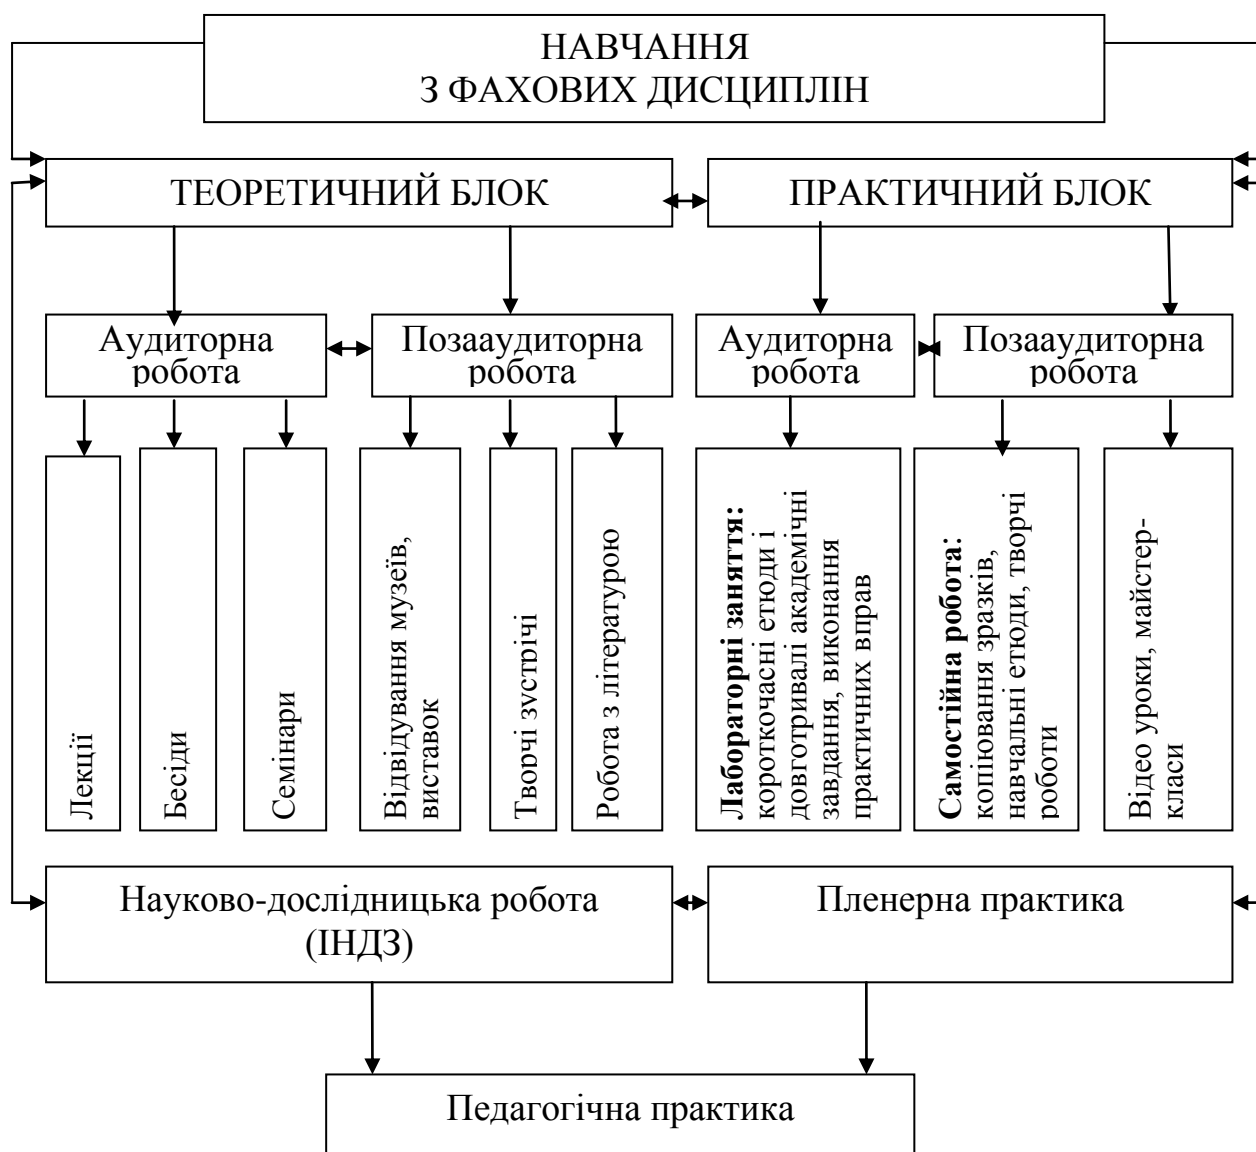 НАВЧАННЯ
З ФАХОВИХ ДИСЦИПЛІН
ТЕОРЕТИЧНИЙ БЛОК
ПРАКТИЧНИЙ БЛОК
Аудиторна
робота
Позааудиторна
робота
Аудиторна
робота
Позааудиторна
робота
Лекції
Бесіди
Семінари
Відвідування музеїв,
виставок
Творчі зустрічі
Робота з літературою
Лабораторні заняття:
короткочасні етюди і
довготривалі академічні
завдання, виконання
практичних вправ
Самостійна робота:
копіювання зразків,
навчальні етюди, творчі
роботи
Відео уроки, майстер-
класи
Науково-дослідницька робота
(ІНДЗ)
Пленерна практика
Педагогічна практика